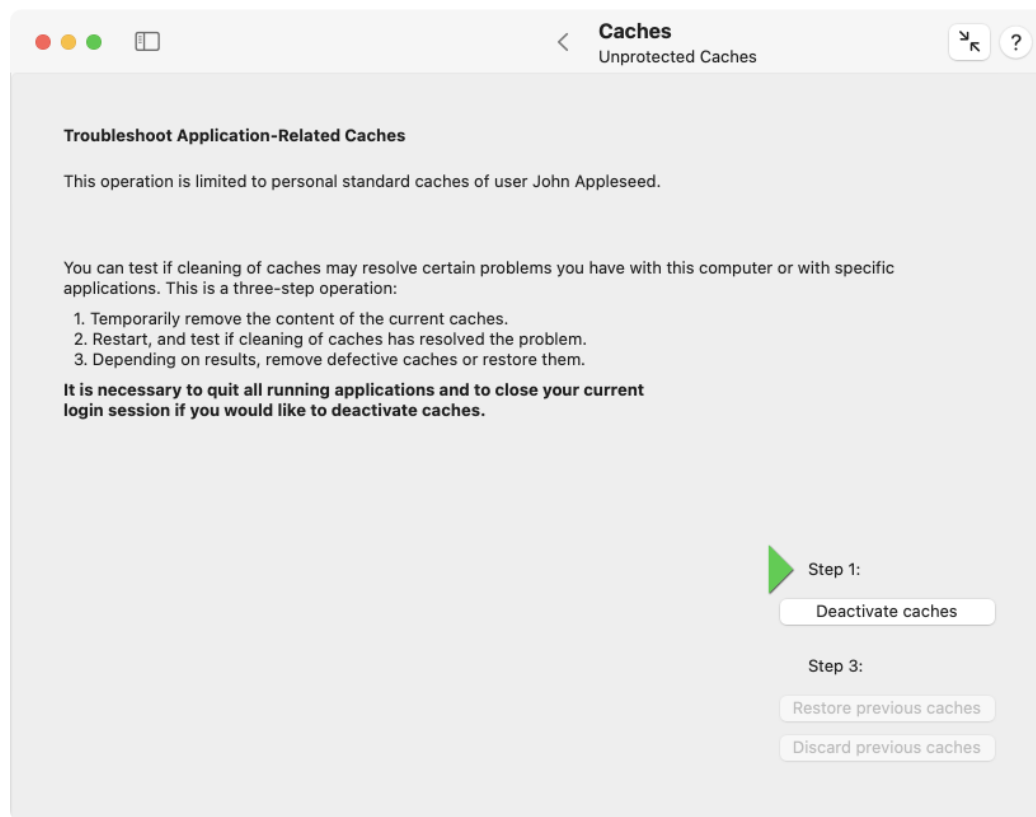 Caches
Unprotected Caches
?
Troubleshoot Application-Related Caches
This operation is limited to personal standard caches of user John Appleseed.
You can test if cleaning of caches may resolve certain problems you have with this computer or with specific
applications. This is a three-step operation:
1. Temporarily remove the content of the current caches.
2. Restart, and test if cleaning of caches has resolved the problem.
3. Depending on results, remove defective caches or restore them.
It is necessary to quit all running applications and to close your current
login session if you would like to deactivate caches.
Step 1:
Deactivate caches
Step 3:
Restore previous caches
Discard previous caches